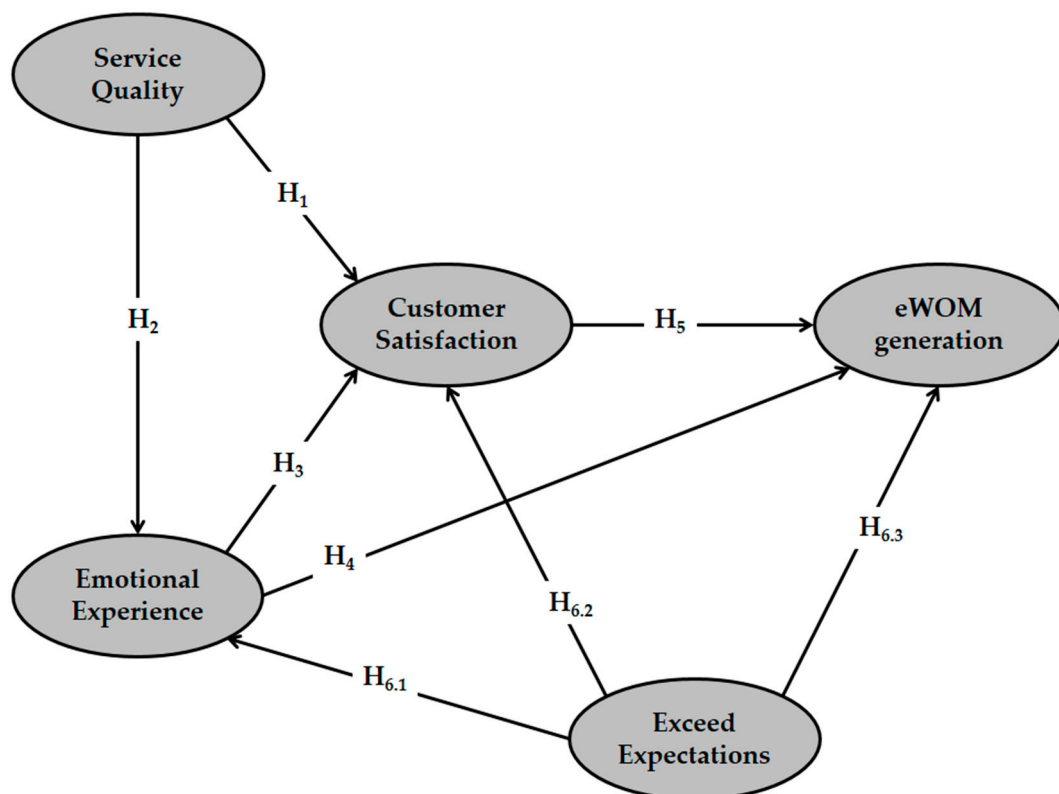 Service
Quality
H₁
H₂
Customer
Satisfaction
H₅
eWOM
generation
H₃
H₄
H₆.₃
Emotional
Experience
H₆.₂
H₆.₁
Exceed
Expectations